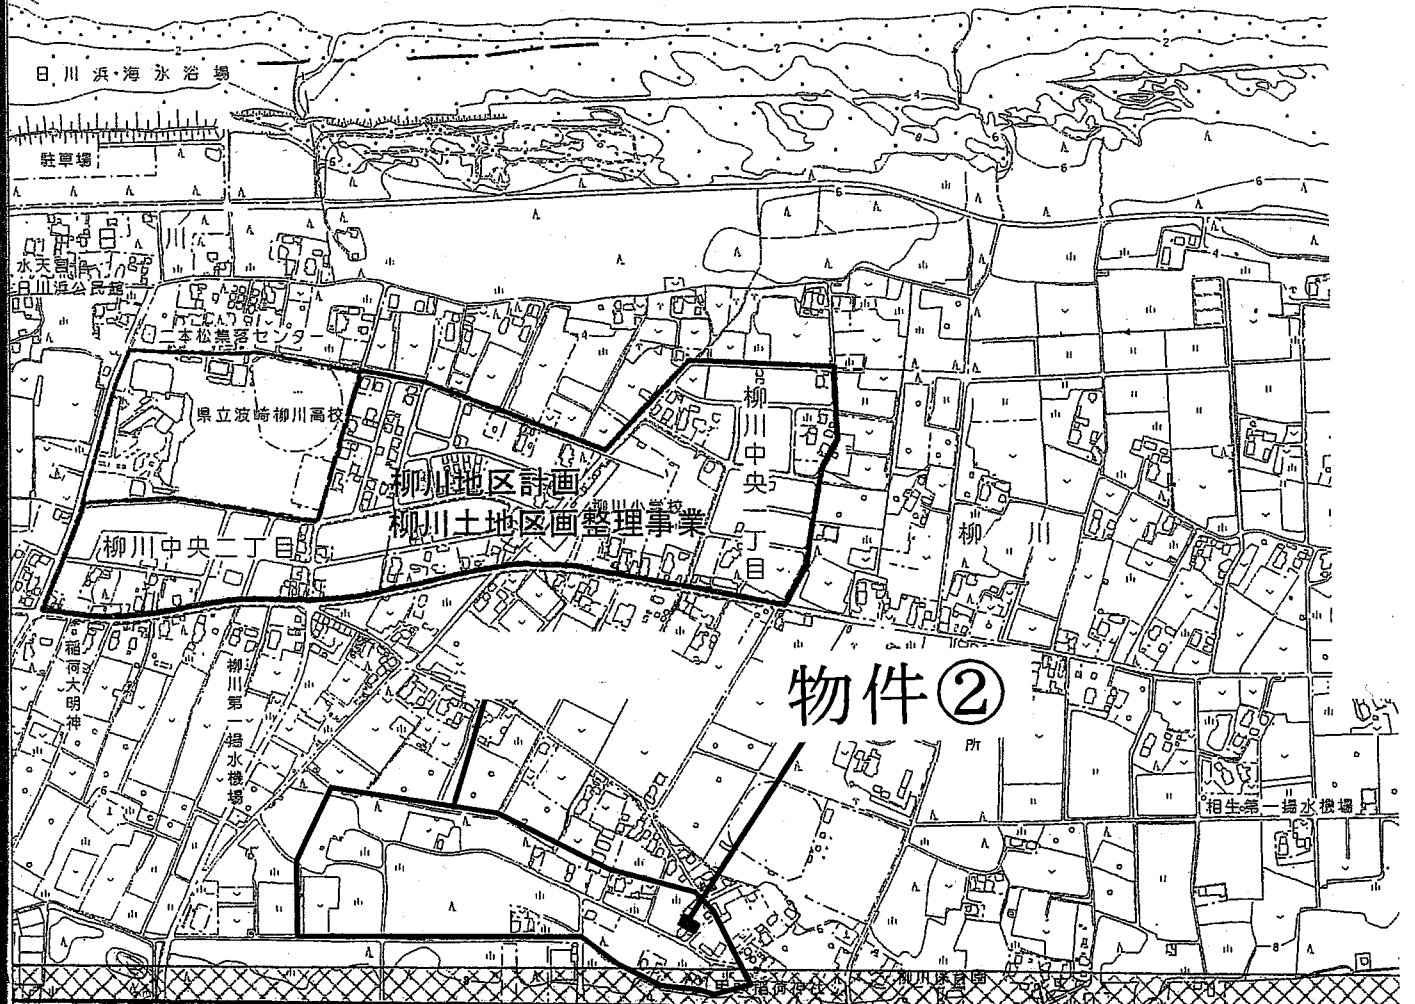 日川浜海水浴場
駐車場
水天宮
日川浜公民館
二本松集落センター
県立波崎柳川高校
柳川地区計画
柳川小学校
柳川土地区画整理事業
柳川中央一丁目
柳川中央二丁目
柳川
稲荷大明神
柳川第一揚水機場
物件②
相生第一揚水機場
柳川保育園